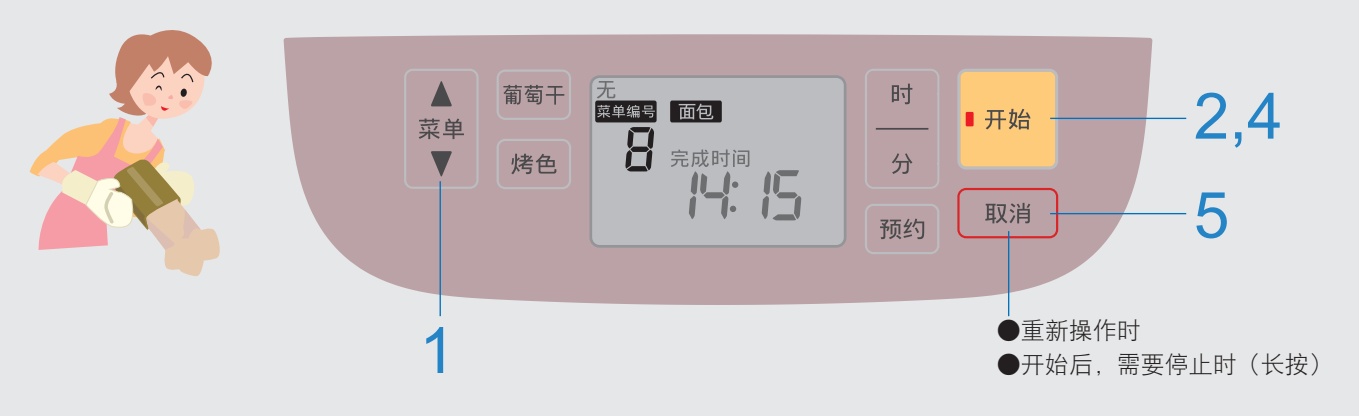 菜单
葡萄干
烤色
无
菜单编号 面包
8
完成时间
14:15
时
分
预约
开始
取消
2,4
5
1
●重新操作时
●开始后，需要停止时（长按）